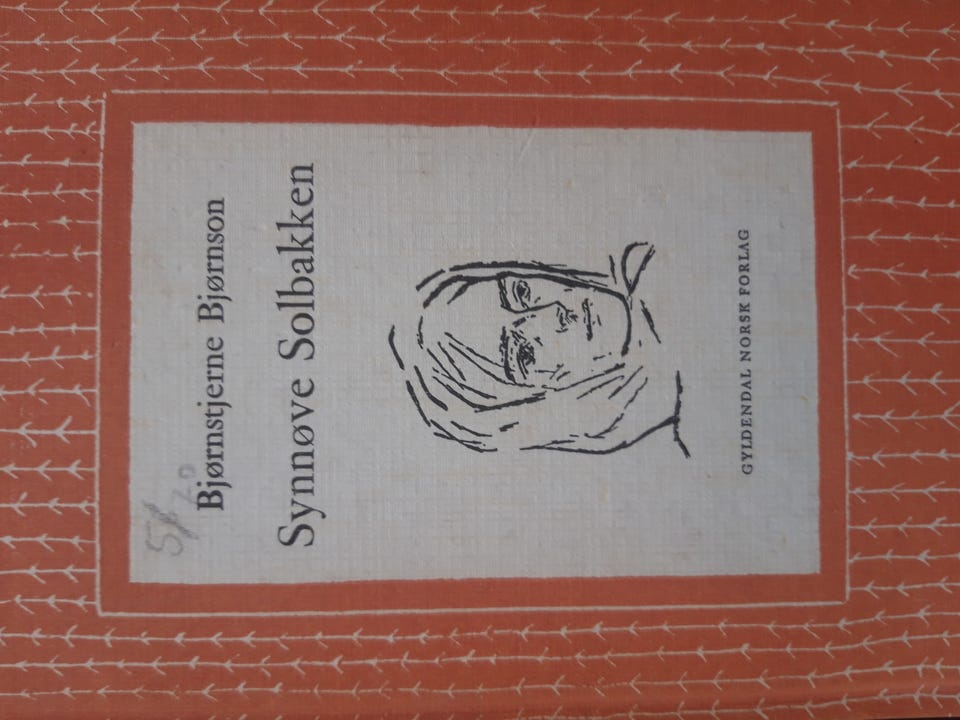 Bjørnstjerne Bjørnson
Synnøve Solbakken
GYLDENDAL NORSK FORLAG